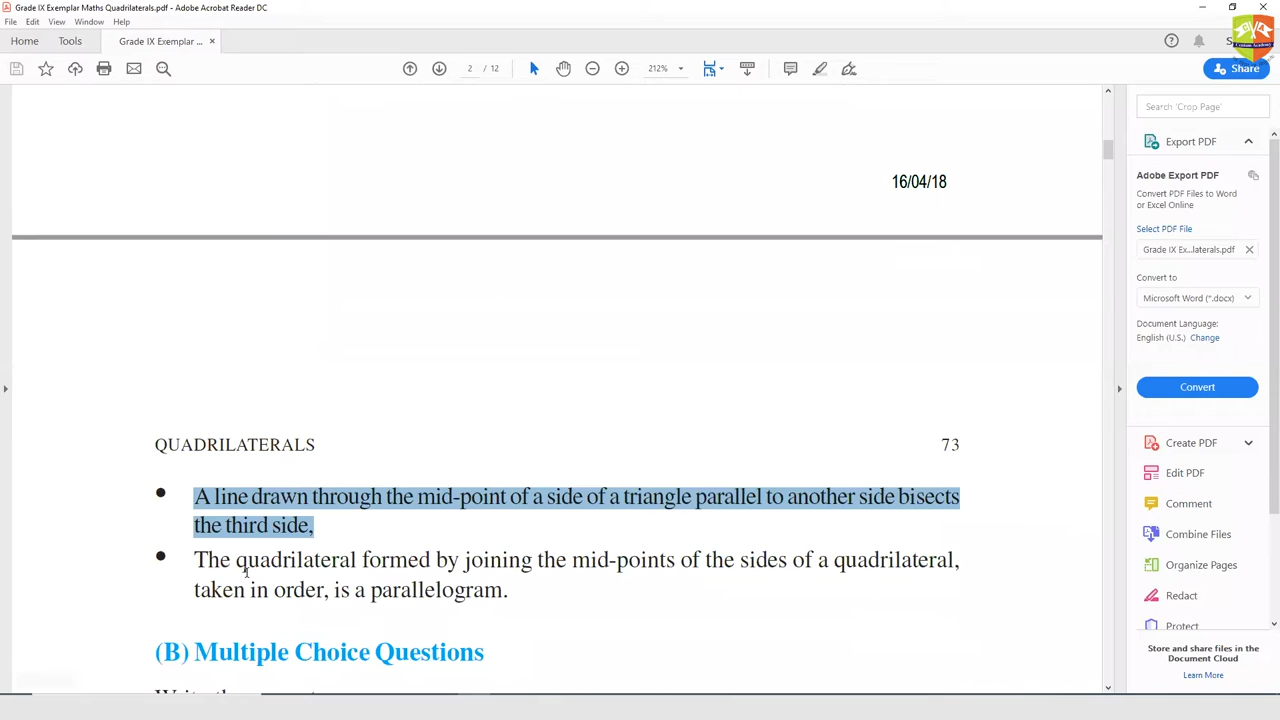 Grade IX Exemplar Maths Quadrilaterals.pdf - Adobe Acrobat Reader DC
File Edit View Window Help
Home Tools Grade IX Exemplar ... ×
2 / 12 212% Share
Search 'Crop Page'
Export PDF
Adobe Export PDF
Convert PDF Files to Word
or Excel Online
Select PDF File
Grade IX Ex...laterals.pdf
Convert to
Microsoft Word (*.docx)
Document Language:
English (U.S.) Change
Convert
Create PDF
Edit PDF
Comment
Combine Files
Organize Pages
Redact
Protect
Store and share files in the
Document Cloud
Learn More
16/04/18
QUADRILATERALS 73
• A line drawn through the mid-point of a side of a triangle parallel to another side bisects
the third side,
• The quadrilateral formed by joining the mid-points of the sides of a quadrilateral,
taken in order, is a parallelogram.
(B) Multiple Choice Questions